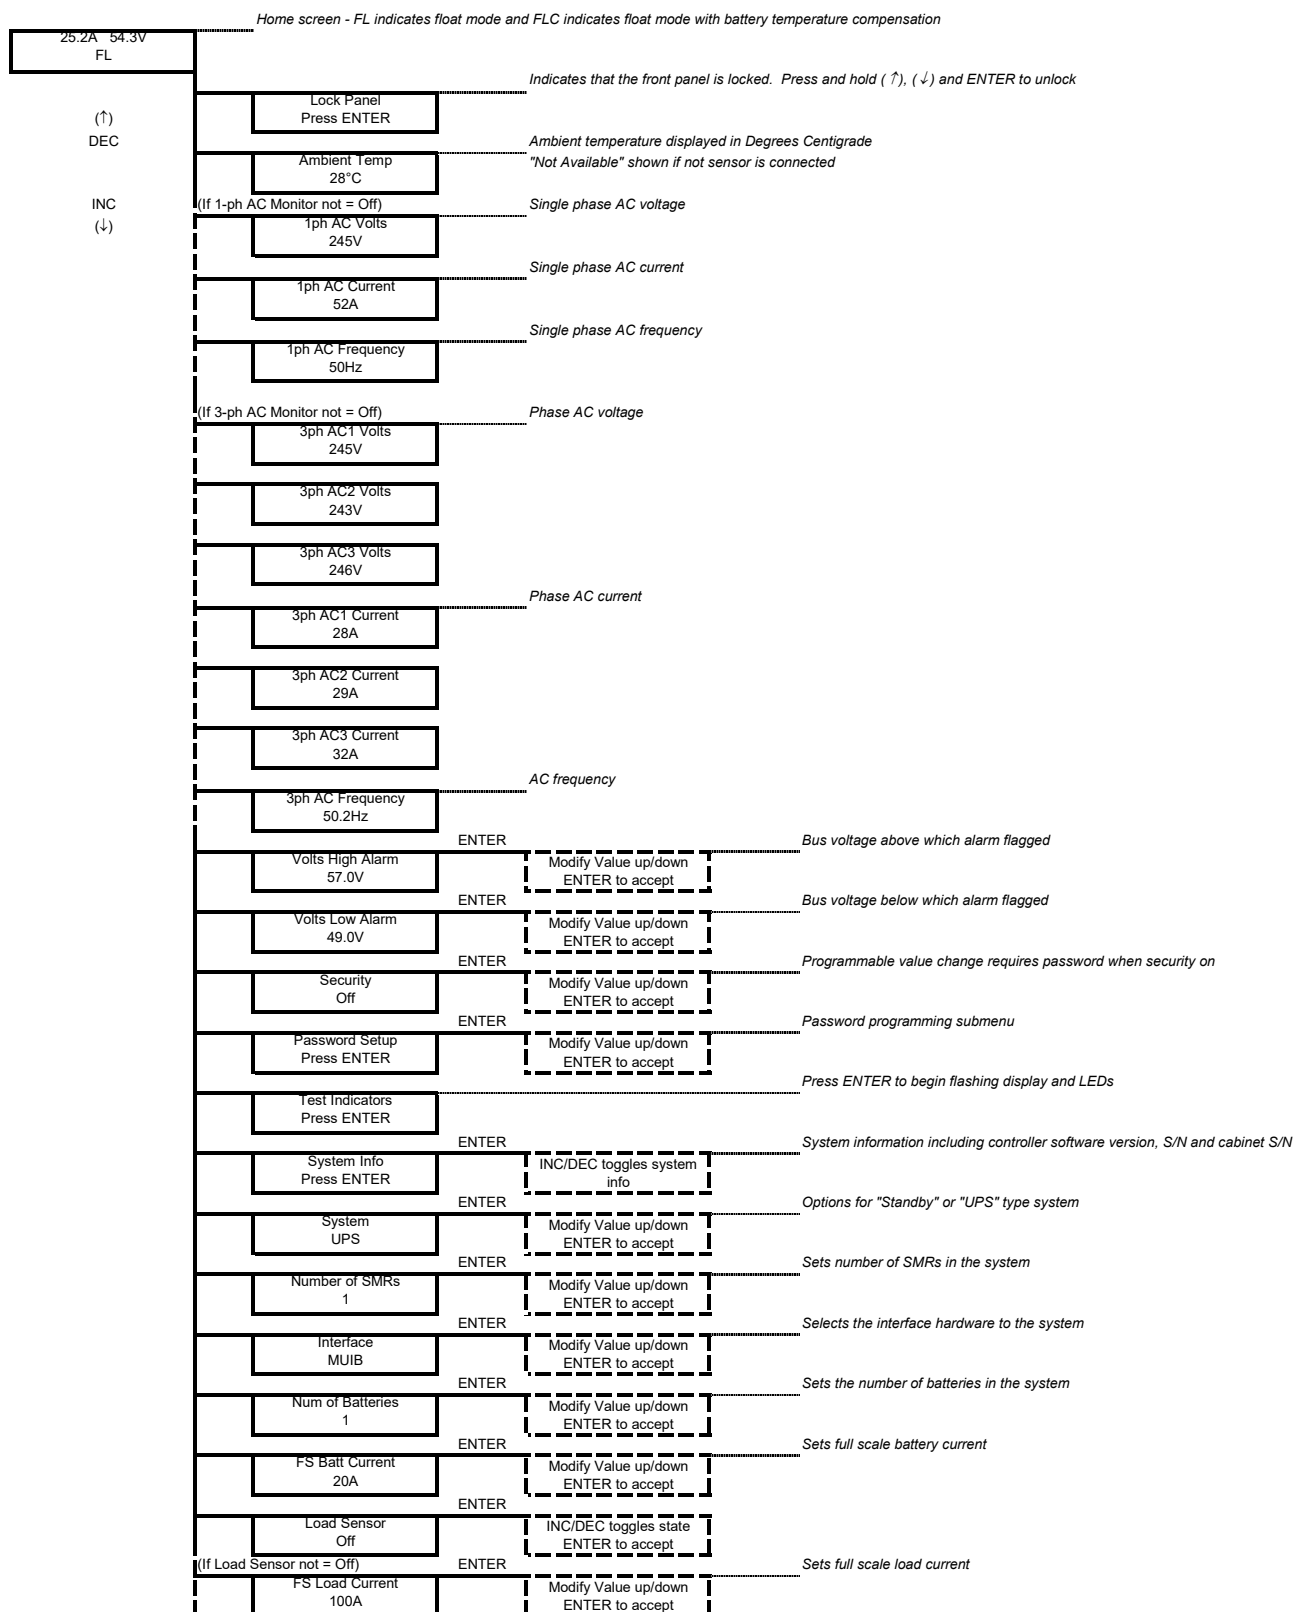 Home screen - FL indicates float mode and FLC indicates float mode with battery temperature compensation
25.2A 54.3V
FL
Indicates that the front panel is locked. Press and hold (↑), (↓) and ENTER to unlock
Lock Panel
Press ENTER
(↑)
DEC
Ambient temperature displayed in Degrees Centigrade
"Not Available" shown if not sensor is connected
Ambient Temp
28°C
INC
(↓)
(If 1-ph AC Monitor not = Off)
Single phase AC voltage
1ph AC Volts
245V
Single phase AC current
1ph AC Current
52A
Single phase AC frequency
1ph AC Frequency
50Hz
(If 3-ph AC Monitor not = Off)
Phase AC voltage
3ph AC1 Volts
245V
3ph AC2 Volts
243V
3ph AC3 Volts
246V
Phase AC current
3ph AC1 Current
28A
3ph AC2 Current
29A
3ph AC3 Current
32A
AC frequency
3ph AC Frequency
50.2Hz
ENTER
Bus voltage above which alarm flagged
Volts High Alarm
57.0V
Modify Value up/down
ENTER to accept
ENTER
Bus voltage below which alarm flagged
Volts Low Alarm
49.0V
Modify Value up/down
ENTER to accept
ENTER
Programmable value change requires password when security on
Security
Off
Modify Value up/down
ENTER to accept
ENTER
Password programming submenu
Password Setup
Press ENTER
Modify Value up/down
ENTER to accept
Press ENTER to begin flashing display and LEDs
Test Indicators
Press ENTER
ENTER
System information including controller software version, S/N and cabinet S/N
System Info
Press ENTER
INC/DEC toggles system
info
ENTER
Options for "Standby" or "UPS" type system
System
UPS
Modify Value up/down
ENTER to accept
ENTER
Sets number of SMRs in the system
Number of SMRs
1
Modify Value up/down
ENTER to accept
ENTER
Selects the interface hardware to the system
Interface
MUIB
Modify Value up/down
ENTER to accept
ENTER
Sets the number of batteries in the system
Num of Batteries
1
Modify Value up/down
ENTER to accept
ENTER
Sets full scale battery current
FS Batt Current
20A
Modify Value up/down
ENTER to accept
ENTER
Load Sensor
Off
INC/DEC toggles state
ENTER to accept
(If Load Sensor not = Off)
ENTER
Sets full scale load current
FS Load Current
100A
Modify Value up/down
ENTER to accept